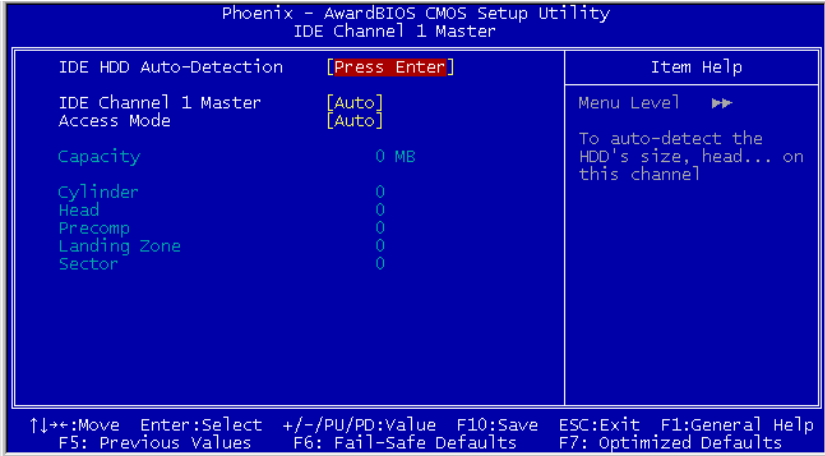 Phoenix - AwardBIOS CMOS Setup Utility
IDE Channel 1 Master
IDE HDD Auto-Detection [Press Enter]
IDE Channel 1 Master [Auto]
Access Mode [Auto]
Capacity 0 MB
Cylinder 0
Head 0
Precomp 0
Landing Zone 0
Sector 0
Item Help
Menu Level ▶▶
To auto-detect the
HDD's size, head... on
this channel
↑↓→←:Move Enter:Select +/-/PU/PD:Value F10:Save ESC:Exit F1:General Help
F5: Previous Values F6: Fail-Safe Defaults F7: Optimized Defaults